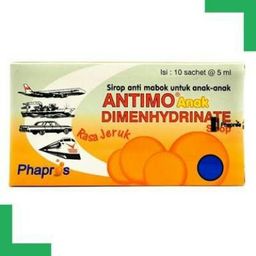 Isi : 10 sachet @ 5 ml
Sirop anti mabok untuk anak-anak
ANTIMO® Anak
DIMENHYDRINATE
Rasa Jeruk
Phapros